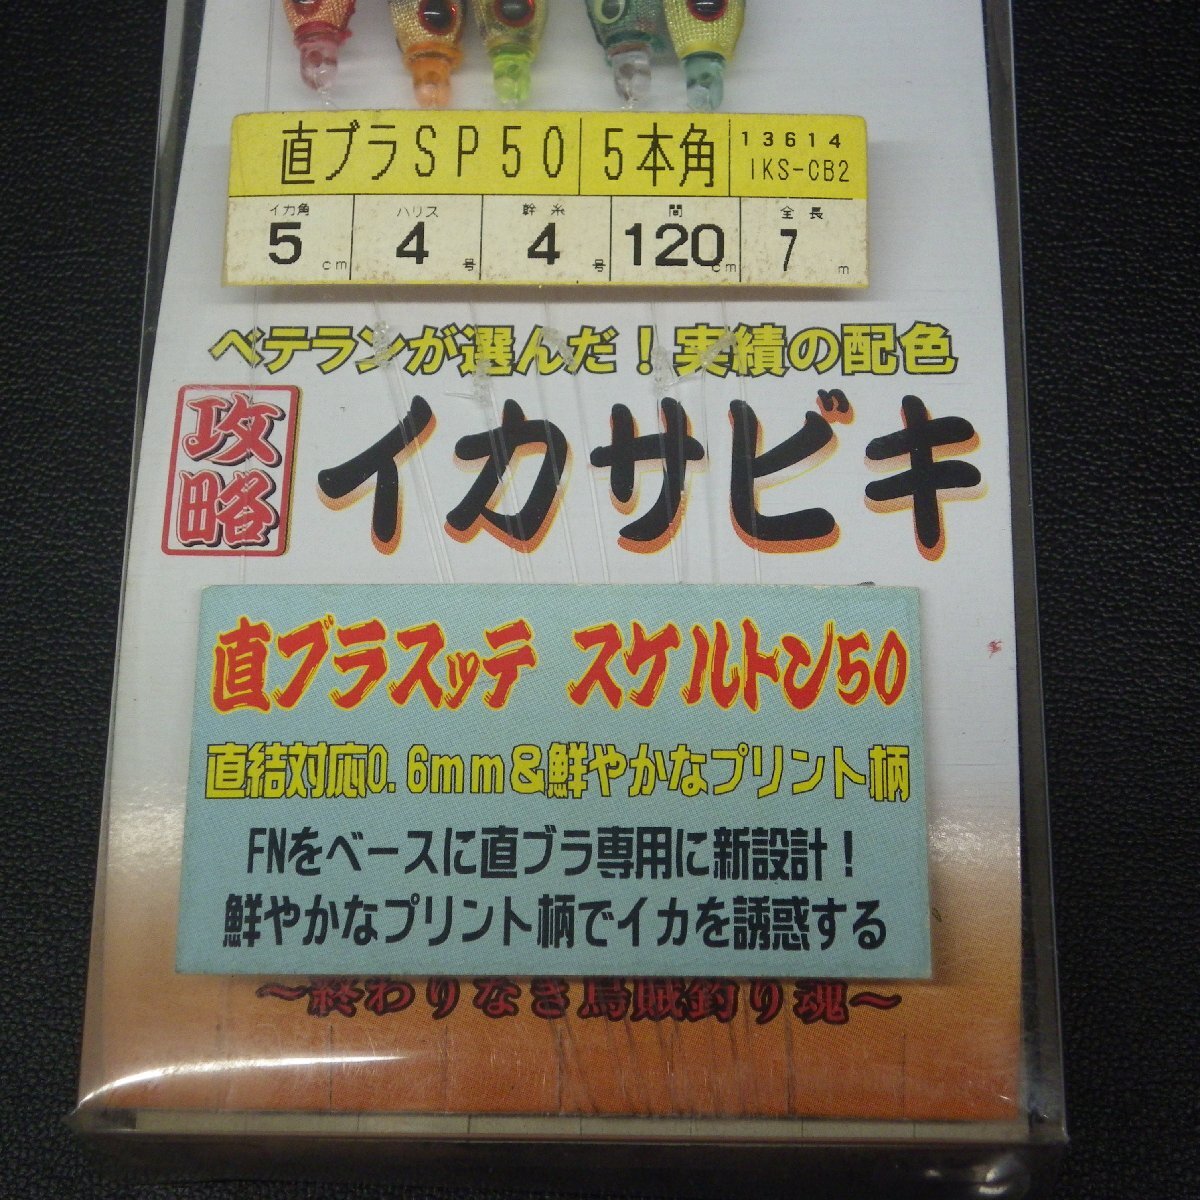 直ブラSP50 5本角 13614 IKS-CB2
イカ角 5cm ハリス 4号 幹糸 4号 間 120cm 全長 7m
ベテランが選んだ！実績の配色
攻略 イカサビキ
直ブラスッテ スケルトン50
直結対応0.6mm＆鮮やかなプリント柄
FNをベースに直ブラ専用に新設計！
鮮やかなプリント柄でイカを誘惑する
〜終わりなき烏賊釣り魂〜